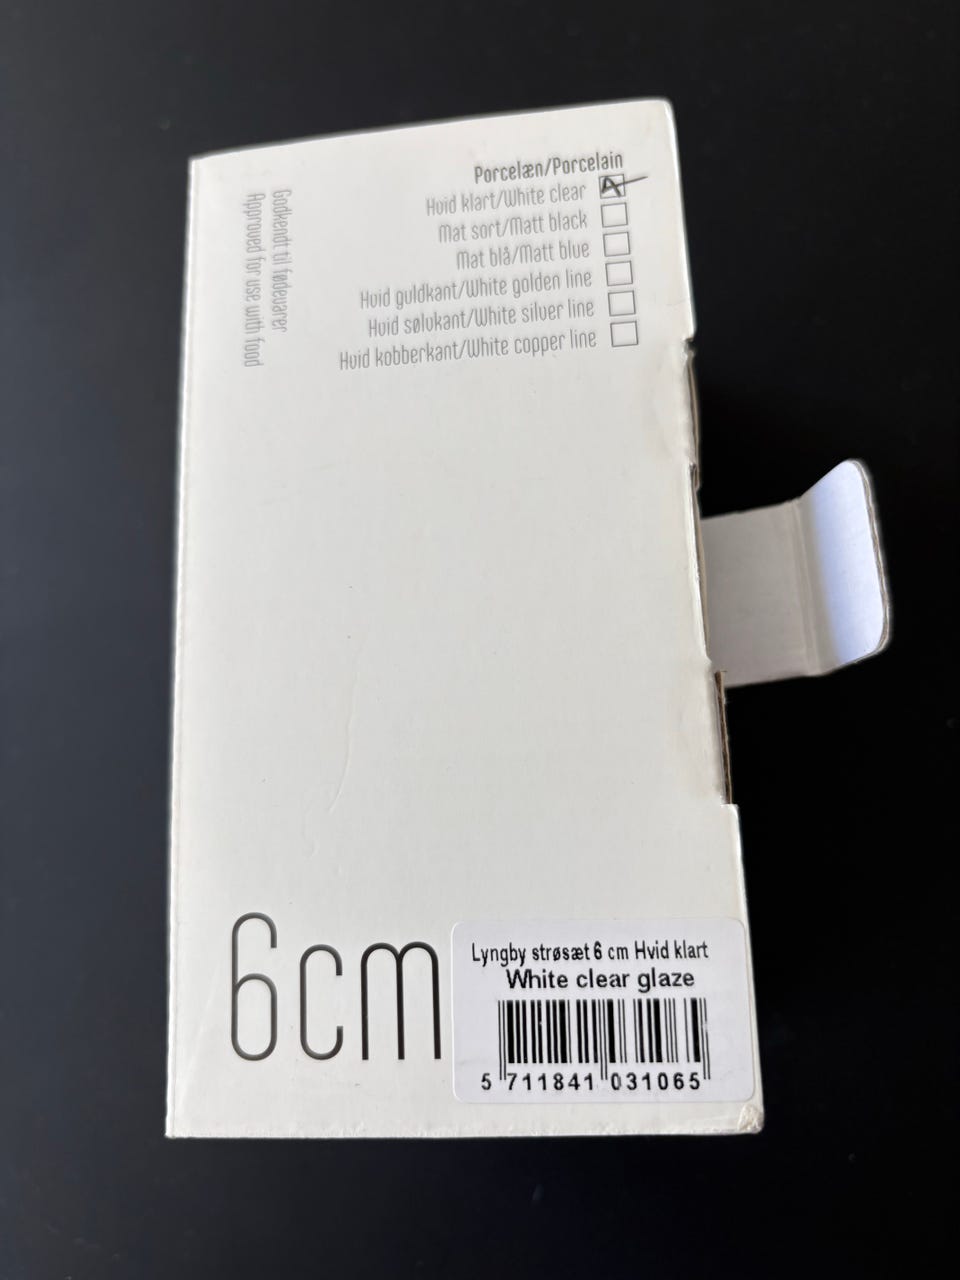 Porcelæn/Porcelain
Hvid klart/White clear
Mat sort/Matt black
Mat blå/Matt blue
Hvid guldkant/White golden line
Hvid sølvkant/White silver line
Hvid kobberkant/White copper line
Godkendt til fødevarer
Approved for use with food
6cm
Lyngby strøsæt 6 cm Hvid klart
White clear glaze
5 711841 031065